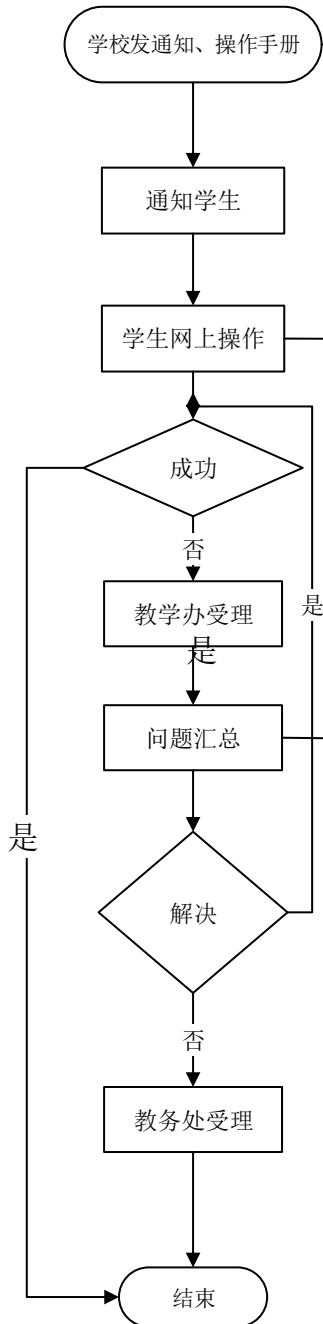 学校发通知、操作手册
通知学生
学生网上操作
成功
否
教学办受理
是
是
问题汇总
是
解决
否
教务处受理
结束